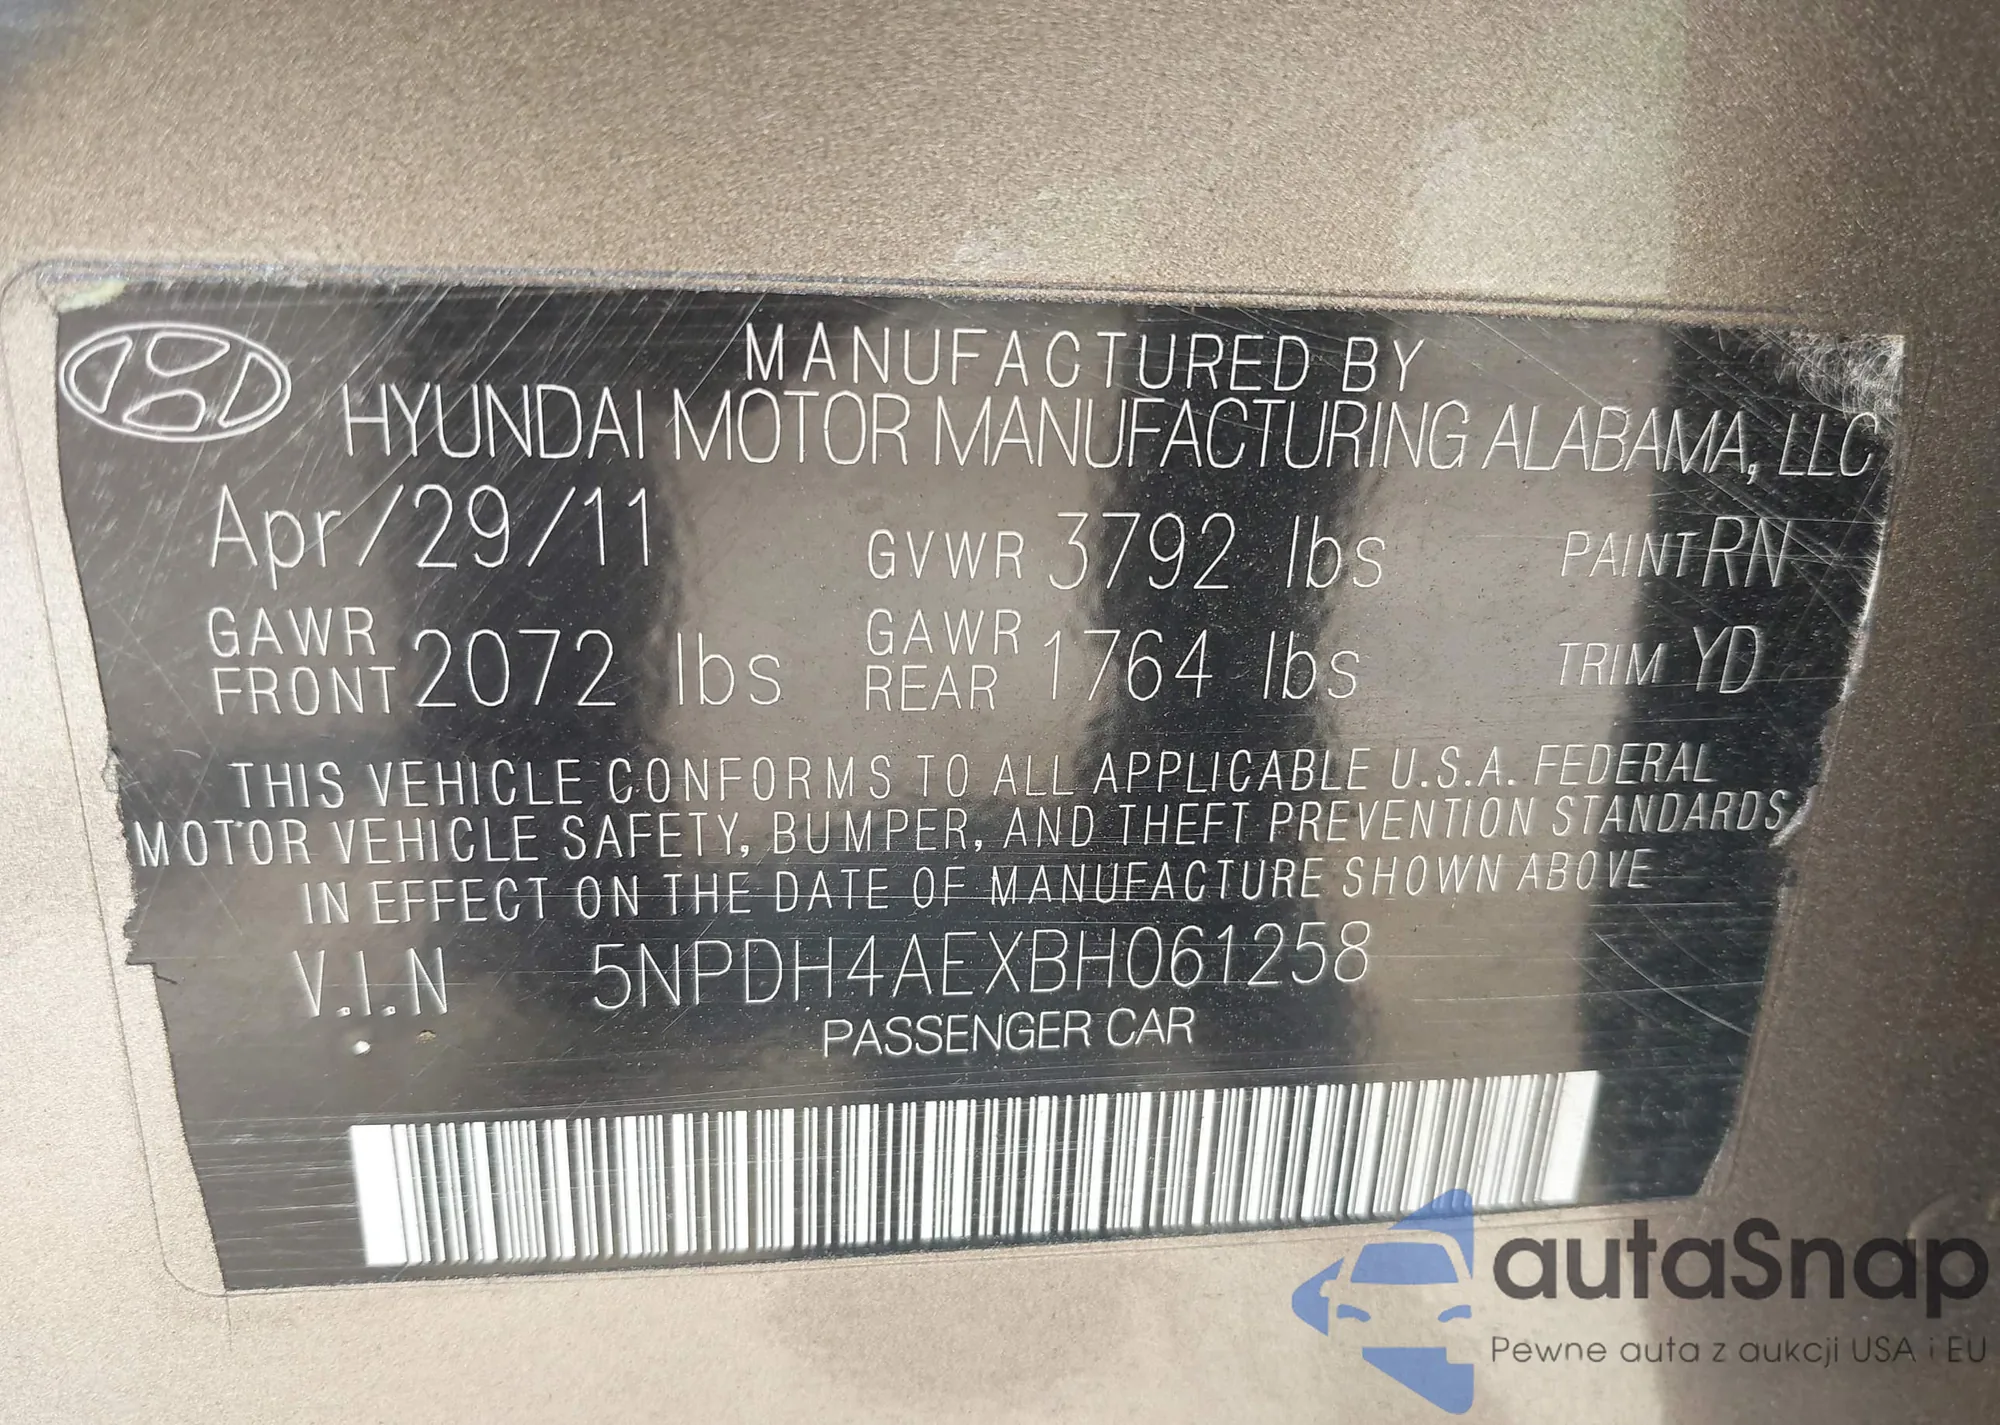 MANUFACTURED BY
HYUNDAI MOTOR MANUFACTURING ALABAMA, LLC
Apr/29/11 GVWR 3792 lbs PAINT RN
GAWR FRONT 2072 lbs GAWR REAR 1764 lbs TRIM YD
THIS VEHICLE CONFORMS TO ALL APPLICABLE U.S.A. FEDERAL
MOTOR VEHICLE SAFETY, BUMPER, AND THEFT PREVENTION STANDARDS
IN EFFECT ON THE DATE OF MANUFACTURE SHOWN ABOVE
V.I.N 5NPDH4AEXBH061258
PASSENGER CAR
autaSnap
Pewne auta z aukcji USA i EU